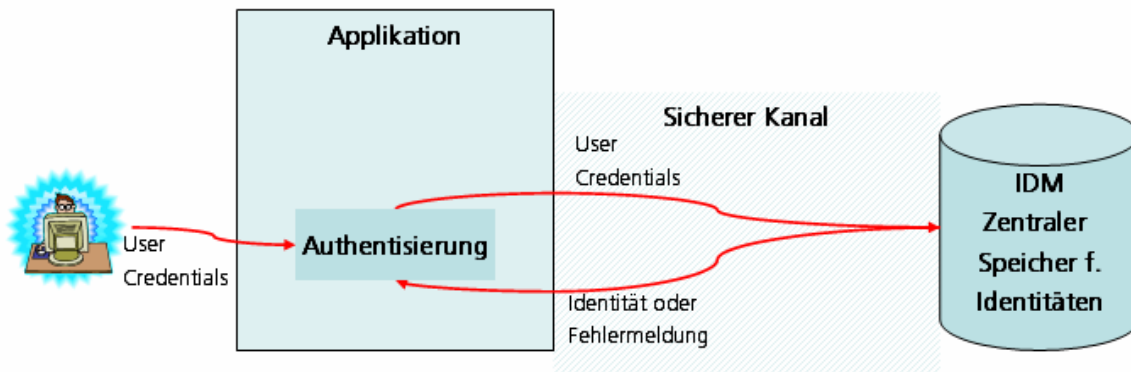 Applikation
Sicherer Kanal
User
Credentials
User
Credentials
Authentisierung
Identität oder
Fehlermeldung
IDM
Zentraler
Speicher f.
Identitäten